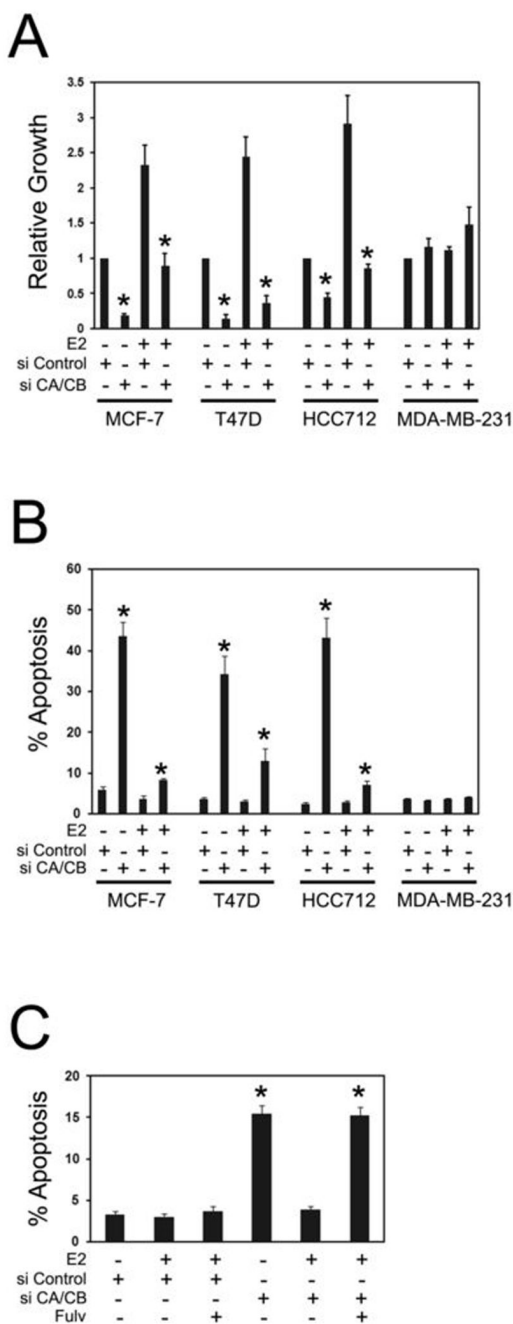 A
Relative Growth
3.5
3
2.5
2
1.5
1
0.5
0
* * * * * *
E2 - - + + - - + + - - + + - - + +
si Control + - + - + - + - + - + - + - + -
si CA/CB - + - + - + - + - + - + - + - +
MCF-7 T47D HCC712 MDA-MB-231
B
% Apoptosis
60
50
40
30
20
10
0
* * * * * *
E2 - - + + - - + + - - + + - - + +
si Control + - + - + - + - + - + - + - + -
si CA/CB - + - + - + - + - + - + - + - +
MCF-7 T47D HCC712 MDA-MB-231
C
% Apoptosis
20
15
10
5
0
* *
E2 - + + - + +
si Control + + + - - -
si CA/CB - - - + + +
Fulv - - + - - +